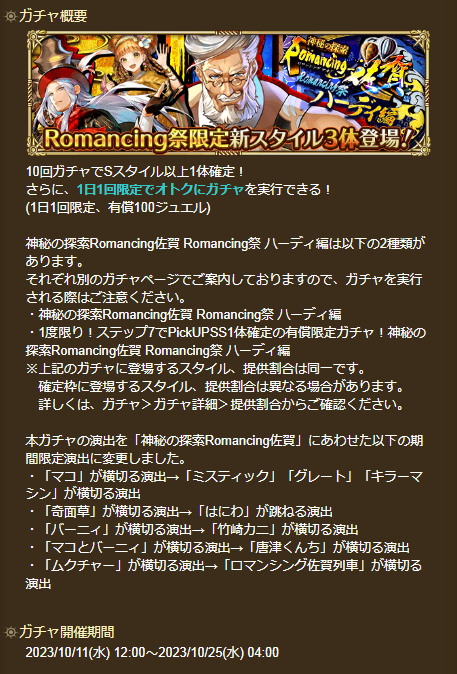 ガチャ概要
神秘の探索
Romancing
佐賀
Romancing祭
ハーディ編
Romancing祭限定新スタイル3体登場!
10回ガチャでSスタイル以上1体確定！
さらに、1日1回限定でオトクにガチャを実行できる！
(1日1回限定、有償100ジュエル)
神秘の探索Romancing佐賀 Romancing祭 ハーディ編は以下の2種類が
あります。
それぞれ別のガチャページでご案内しておりますので、ガチャを実行
される際はご注意ください。
・神秘の探索Romancing佐賀 Romancing祭 ハーディ編
・1度限り！ステップ7でPickUPSS1体確定の有償限定ガチャ！神秘の
探索Romancing佐賀 Romancing祭 ハーディ編
※上記のガチャに登場するスタイル、提供割合は同一です。
確定枠に登場するスタイル、提供割合は異なる場合があります。
詳しくは、ガチャ＞ガチャ詳細＞提供割合からご確認ください。
本ガチャの演出を「神秘の探索Romancing佐賀」にあわせた以下の期
間限定演出に変更しました。
・「マコ」が横切る演出→「ミスティック」「グレート」「キラーマ
シン」が横切る演出
・「奇面草」が横切る演出→「はにわ」が跳ねる演出
・「バーニィ」が横切る演出→「竹崎カニ」が横切る演出
・「マコとバーニィ」が横切る演出→「唐津くんち」が横切る演出
・「ムクチャー」が横切る演出→「ロマンシング佐賀列車」が横切る
演出
ガチャ開催期間
2023/10/11(水) 12:00～2023/10/25(水) 04:00